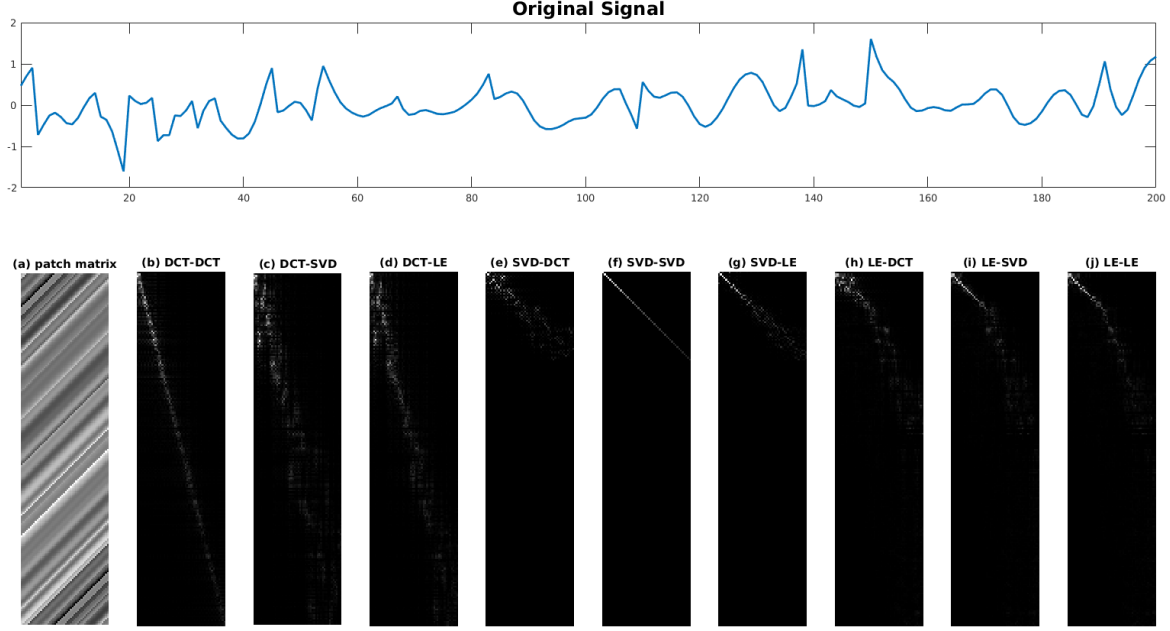 Original Signal
2
1
0
-1
-2
20 40 60 80 100 120 140 160 180 200
(a) patch matrix (b) DCT-DCT (c) DCT-SVD (d) DCT-LE (e) SVD-DCT (f) SVD-SVD (g) SVD-LE (h) LE-DCT (i) LE-SVD (j) LE-LE